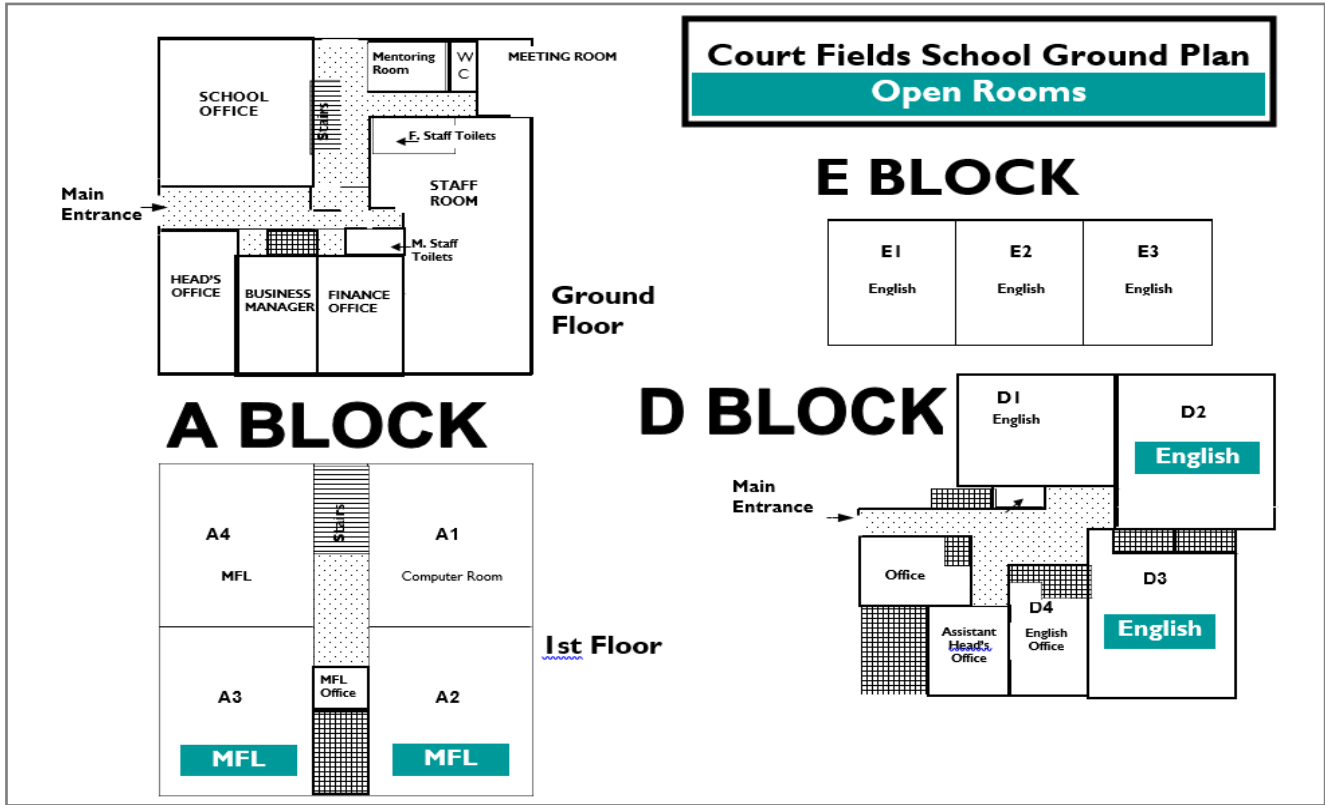 Court Fields School Ground Plan
Open Rooms
SCHOOL
OFFICE
Stairs
Mentoring
Room
W
C
MEETING ROOM
F. Staff Toilets
STAFF
ROOM
Main
Entrance
M. Staff
Toilets
HEAD'S
OFFICE
BUSINESS
MANAGER
FINANCE
OFFICE
Ground
Floor
A BLOCK
Stairs
A4
MFL
A1
Computer Room
1st Floor
MFL
Office
A3
MFL
A2
MFL
E BLOCK
E1
English
E2
English
E3
English
D BLOCK
D1
English
D2
English
Main
Entrance
Office
Assistant
Head's
Office
D4
English
Office
D3
English